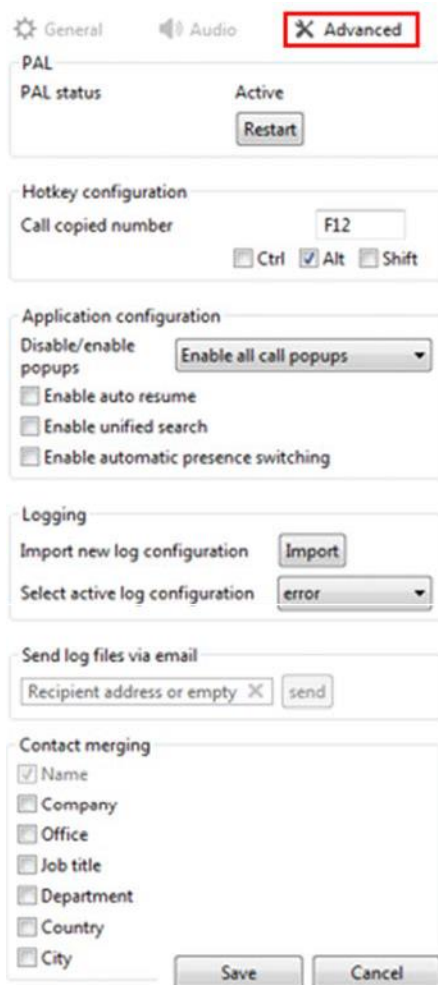 General Audio Advanced
PAL
PAL status Active
Restart
Hotkey configuration
Call copied number F12
Ctrl Alt Shift
Application configuration
Disable/enable popups Enable all call popups
Enable auto resume
Enable unified search
Enable automatic presence switching
Logging
Import new log configuration Import
Select active log configuration error
Send log files via email
Recipient address or empty send
Contact merging
Name
Company
Office
Job title
Department
Country
City
Save Cancel